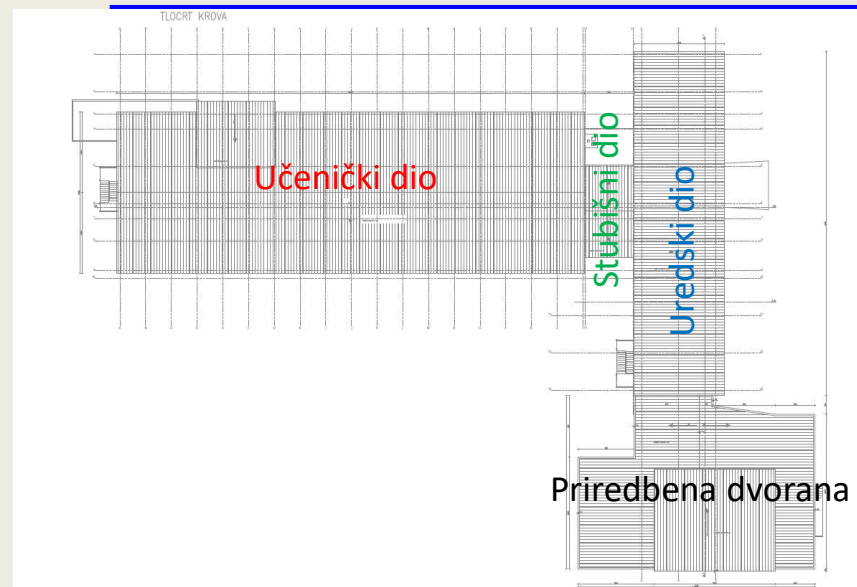 TLOCRT KROVA
Učenički dio
Stubišni dio
Uredski dio
Priredbena dvorana